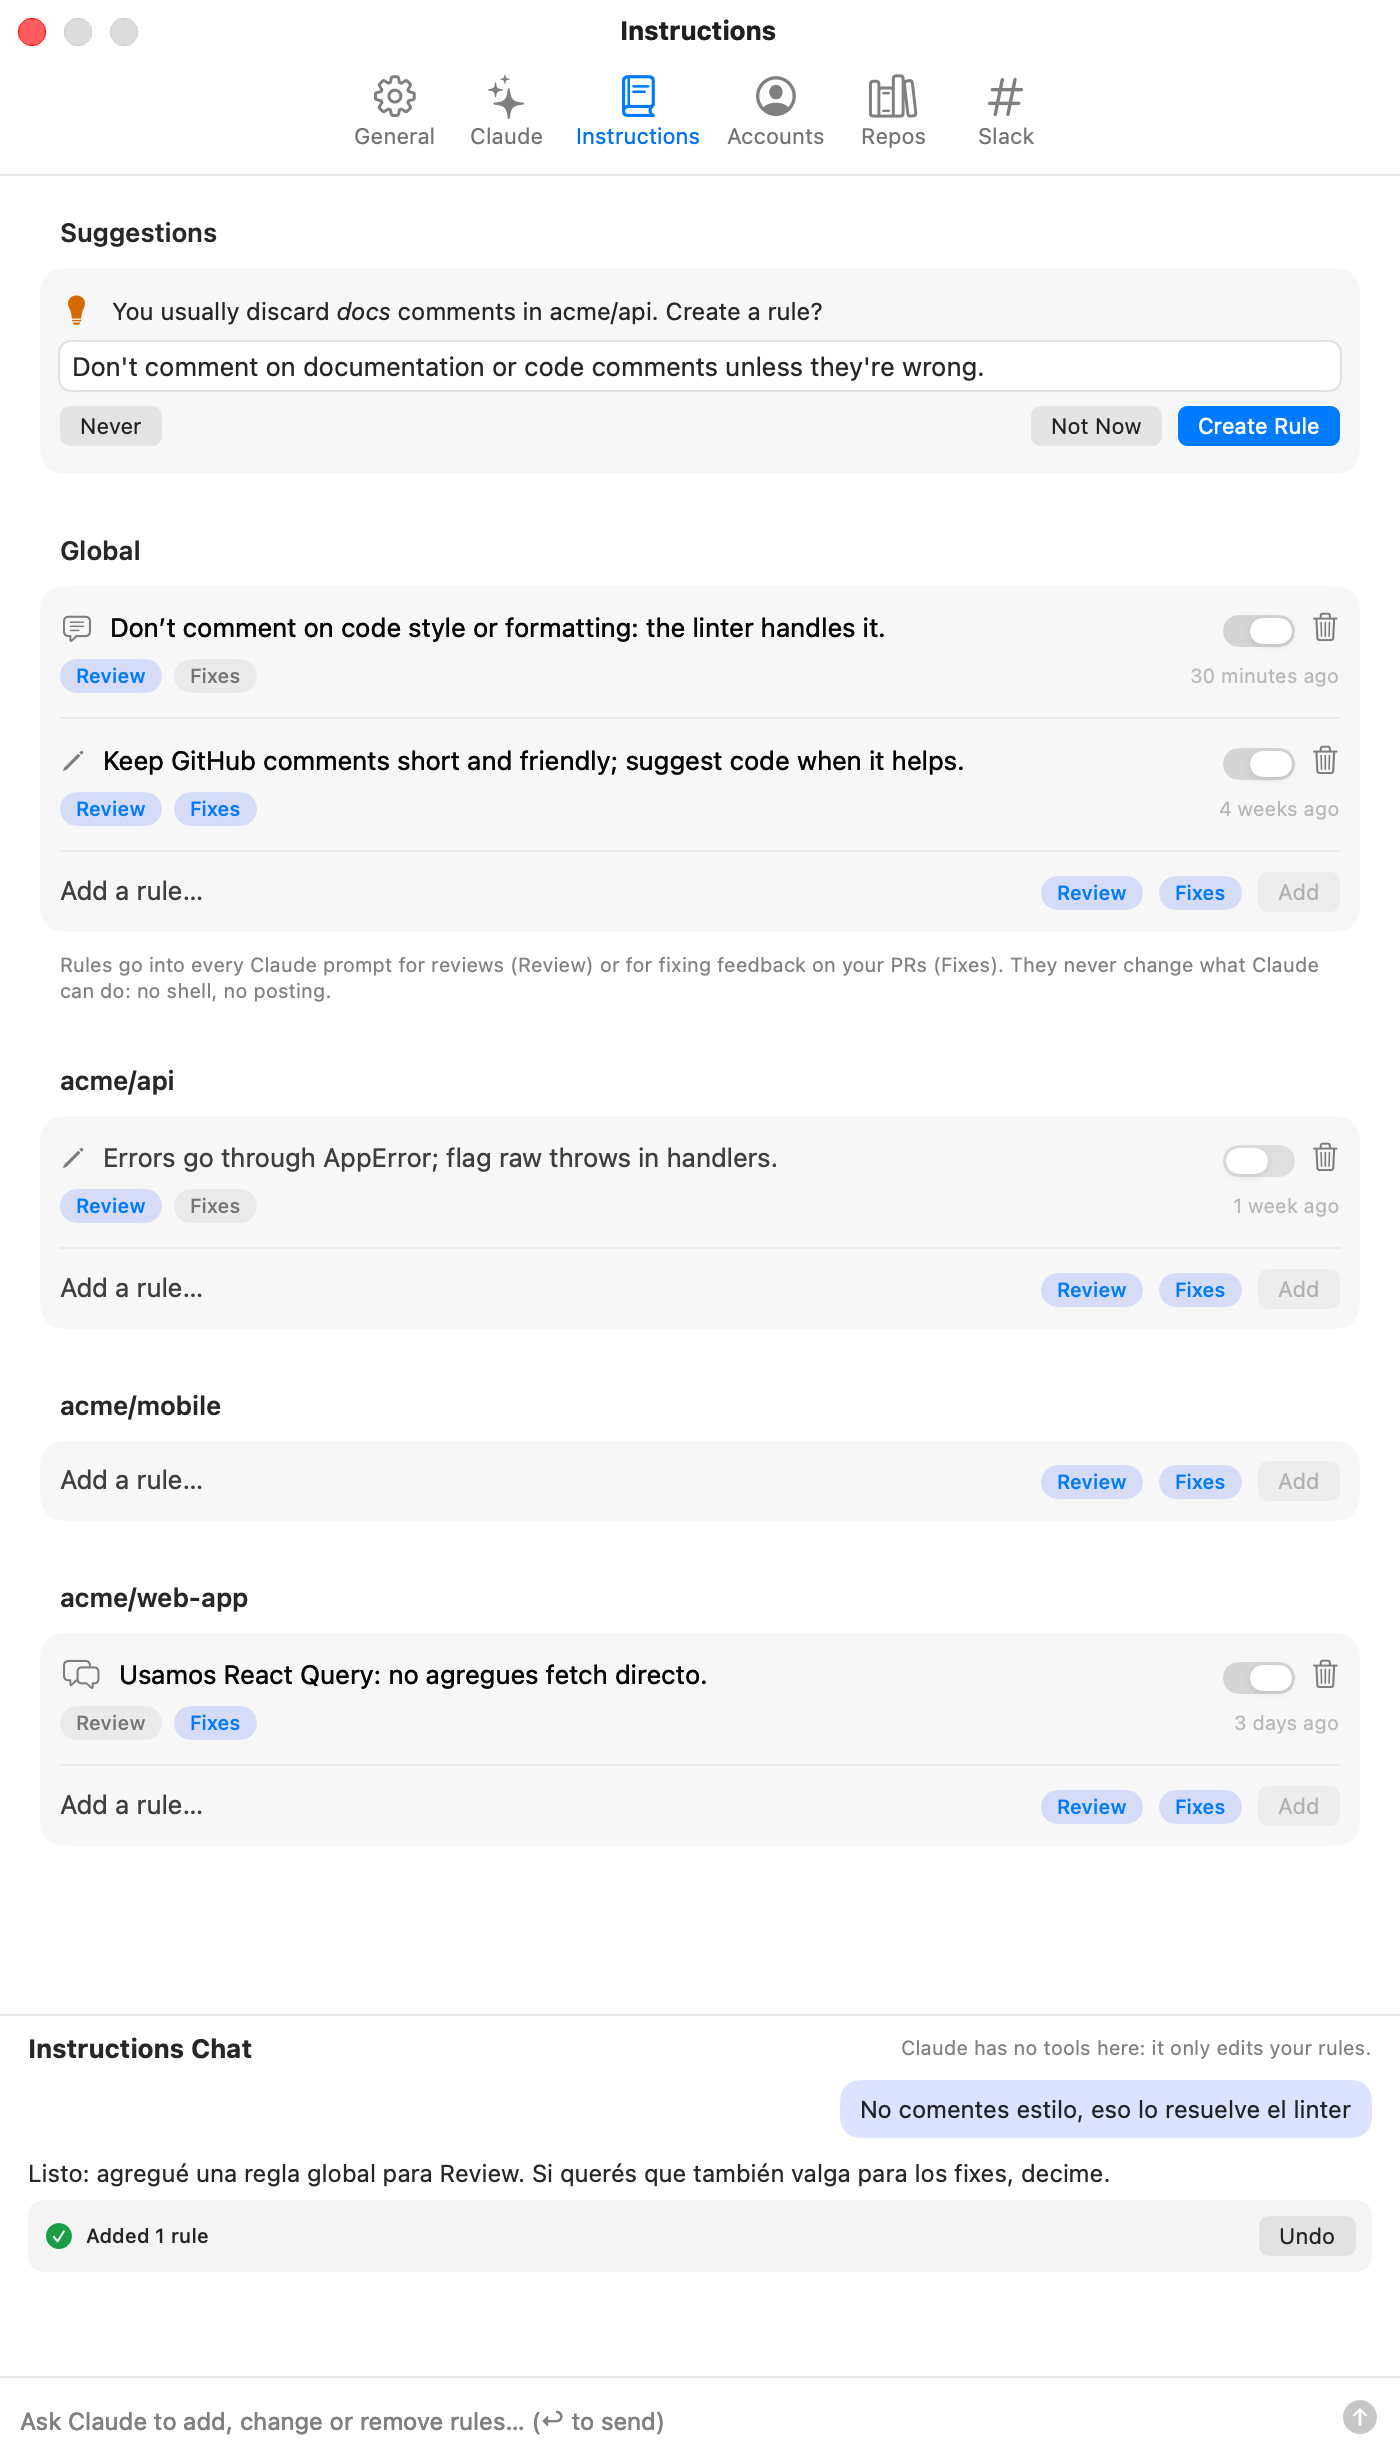 Instructions
General
Claude
Instructions
Accounts
Repos
Slack
Suggestions
You usually discard docs comments in acme/api. Create a rule?
Don't comment on documentation or code comments unless they're wrong.
Never
Not Now
Create Rule
Global
Don’t comment on code style or formatting: the linter handles it.
Review
Fixes
30 minutes ago
Keep GitHub comments short and friendly; suggest code when it helps.
Review
Fixes
4 weeks ago
Add a rule...
Review
Fixes
Add
Rules go into every Claude prompt for reviews (Review) or for fixing feedback on your PRs (Fixes). They never change what Claude
can do: no shell, no posting.
acme/api
Errors go through AppError; flag raw throws in handlers.
Review
Fixes
1 week ago
Add a rule...
Review
Fixes
Add
acme/mobile
Add a rule...
Review
Fixes
Add
acme/web-app
Usamos React Query: no agregues fetch directo.
Review
Fixes
3 days ago
Add a rule...
Review
Fixes
Add
Instructions Chat
Claude has no tools here: it only edits your rules.
No comentes estilo, eso lo resuelve el linter
Listo: agregué una regla global para Review. Si querés que también valga para los fixes, decime.
Added 1 rule
Undo
Ask Claude to add, change or remove rules... (↩ to send)